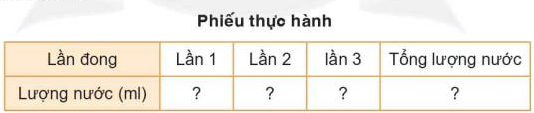 Phiếu thực hành
Lần đong Lần 1 Lần 2 lần 3 Tổng lượng nước
Lượng nước (ml) ? ? ? ?